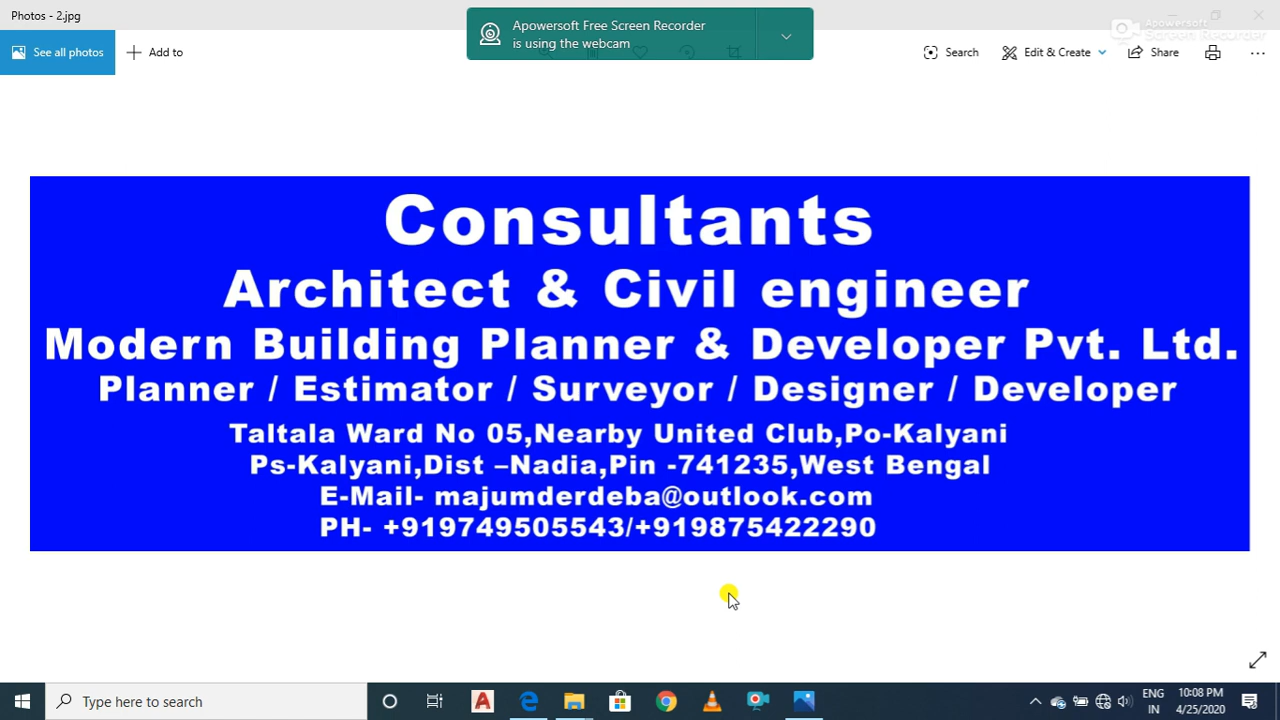 Photos - 2.jpg
Apowersoft Free Screen Recorder
is using the webcam
Apowersoft
Screen Recorder
See all photos
Add to
Search
Edit & Create
Share
Consultants
Architect & Civil engineer
Modern Building Planner & Developer Pvt. Ltd.
Planner / Estimator / Surveyor / Designer / Developer
Taltala Ward No 05,Nearby United Club,Po-Kalyani
Ps-Kalyani,Dist –Nadia,Pin -741235,West Bengal
E-Mail- majumderdeba@outlook.com
PH- +919749505543/+919875422290
Type here to search
ENG
IN
10:08 PM
4/25/2020